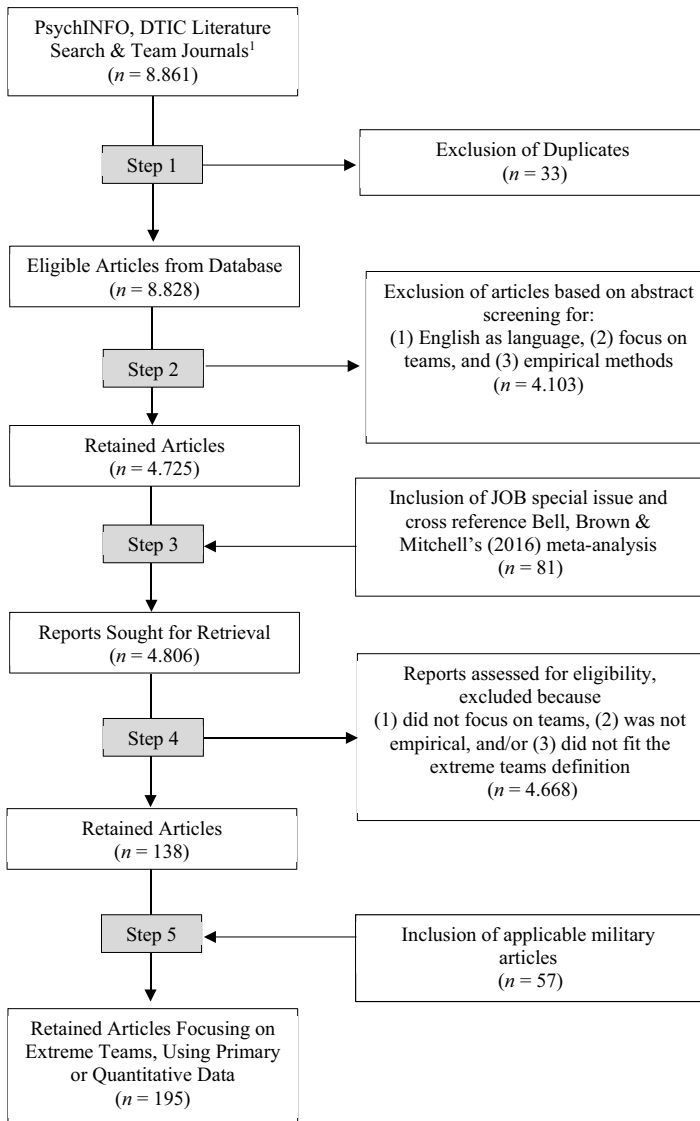 PsychINFO, DTIC Literature
Search & Team Journals¹
(n = 8.861)
Step 1
Exclusion of Duplicates
(n = 33)
Eligible Articles from Database
(n = 8.828)
Step 2
Exclusion of articles based on abstract
screening for:
(1) English as language, (2) focus on
teams, and (3) empirical methods
(n = 4.103)
Retained Articles
(n = 4.725)
Step 3
Inclusion of JOB special issue and
cross reference Bell, Brown &
Mitchell’s (2016) meta-analysis
(n = 81)
Reports Sought for Retrieval
(n = 4.806)
Step 4
Reports assessed for eligibility,
excluded because
(1) did not focus on teams, (2) was not
empirical, and/or (3) did not fit the
extreme teams definition
(n = 4.668)
Retained Articles
(n = 138)
Step 5
Inclusion of applicable military
articles
(n = 57)
Retained Articles Focusing on
Extreme Teams, Using Primary
or Quantitative Data
(n = 195)